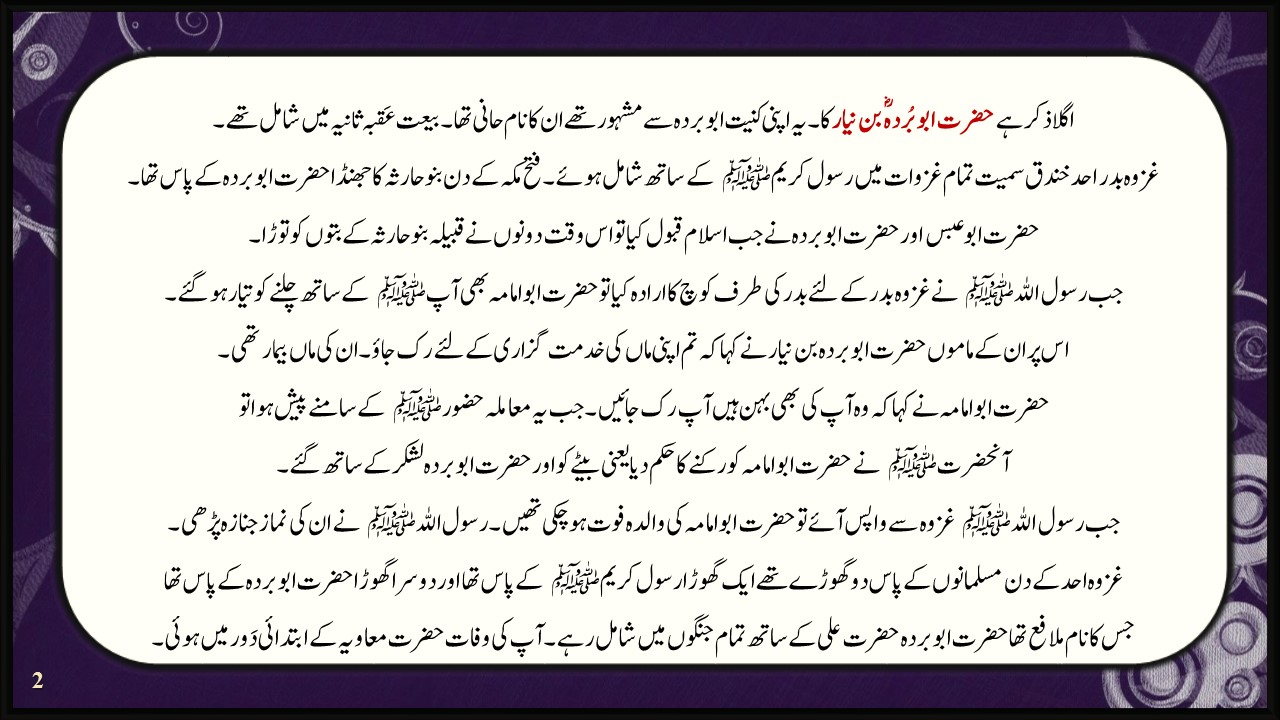 اگلا ذکر ہے حضرت ابو بُردہؓ بن نیار کا۔ یہ اپنی کنیت ابو بردہ سے مشہور تھے ان کا نام ہانی تھا۔ بیعت عَقبہ ثانیہ میں شامل تھے۔
غزوہ بدر احد خندق سمیت تمام غزوات میں رسول کریم ﷺ کے ساتھ شامل ہوئے۔ فتح مکہ کے دن بنو حارثہ کا جھنڈا حضرت ابو بردہ کے پاس تھا۔
حضرت ابو عبس اور حضرت ابو بردہ نے جب اسلام قبول کیا تو اس وقت دونوں نے قبیلہ بنو حارثہ کے بتوں کو توڑا۔
جب رسول اللہ ﷺ نے غزوہ بدر کے لئے بدر کی طرف کوچ کا ارادہ کیا تو حضرت ابو امامہ بھی آپ ﷺ کے ساتھ چلنے کو تیار ہو گئے۔
اس پر ان کے ماموں حضرت ابو بردہ بن نیار نے کہا کہ تم اپنی ماں کی خدمت گزاری کے لئے رک جاؤ۔ ان کی ماں بیمار تھی۔
حضرت ابو امامہ نے کہا کہ وہ آپ کی بھی بہن ہیں آپ رک جائیں۔ جب یہ معاملہ حضور ﷺ کے سامنے پیش ہوا تو
آنحضرت ﷺ نے حضرت ابو امامہ کو رکنے کا حکم دیا یعنی بیٹے کو اور حضرت ابو بردہ لشکر کے ساتھ گئے۔
جب رسول اللہ ﷺ غزوہ سے واپس آئے تو حضرت ابو امامہ کی والدہ فوت ہو چکی تھیں۔ رسول اللہ ﷺ نے ان کی نماز جنازہ پڑھی۔
غزوہ احد کے دن مسلمانوں کے پاس دو گھوڑے تھے ایک گھوڑا رسول کریم ﷺ کے پاس تھا اور دوسرا گھوڑا حضرت ابو بردہ کے پاس تھا
جس کا نام ملافع تھا حضرت ابو بردہ حضرت علی کے ساتھ تمام جنگوں میں شامل رہے۔ آپ کی وفات حضرت معاویہ کے ابتدائی دَور میں ہوئی۔
2